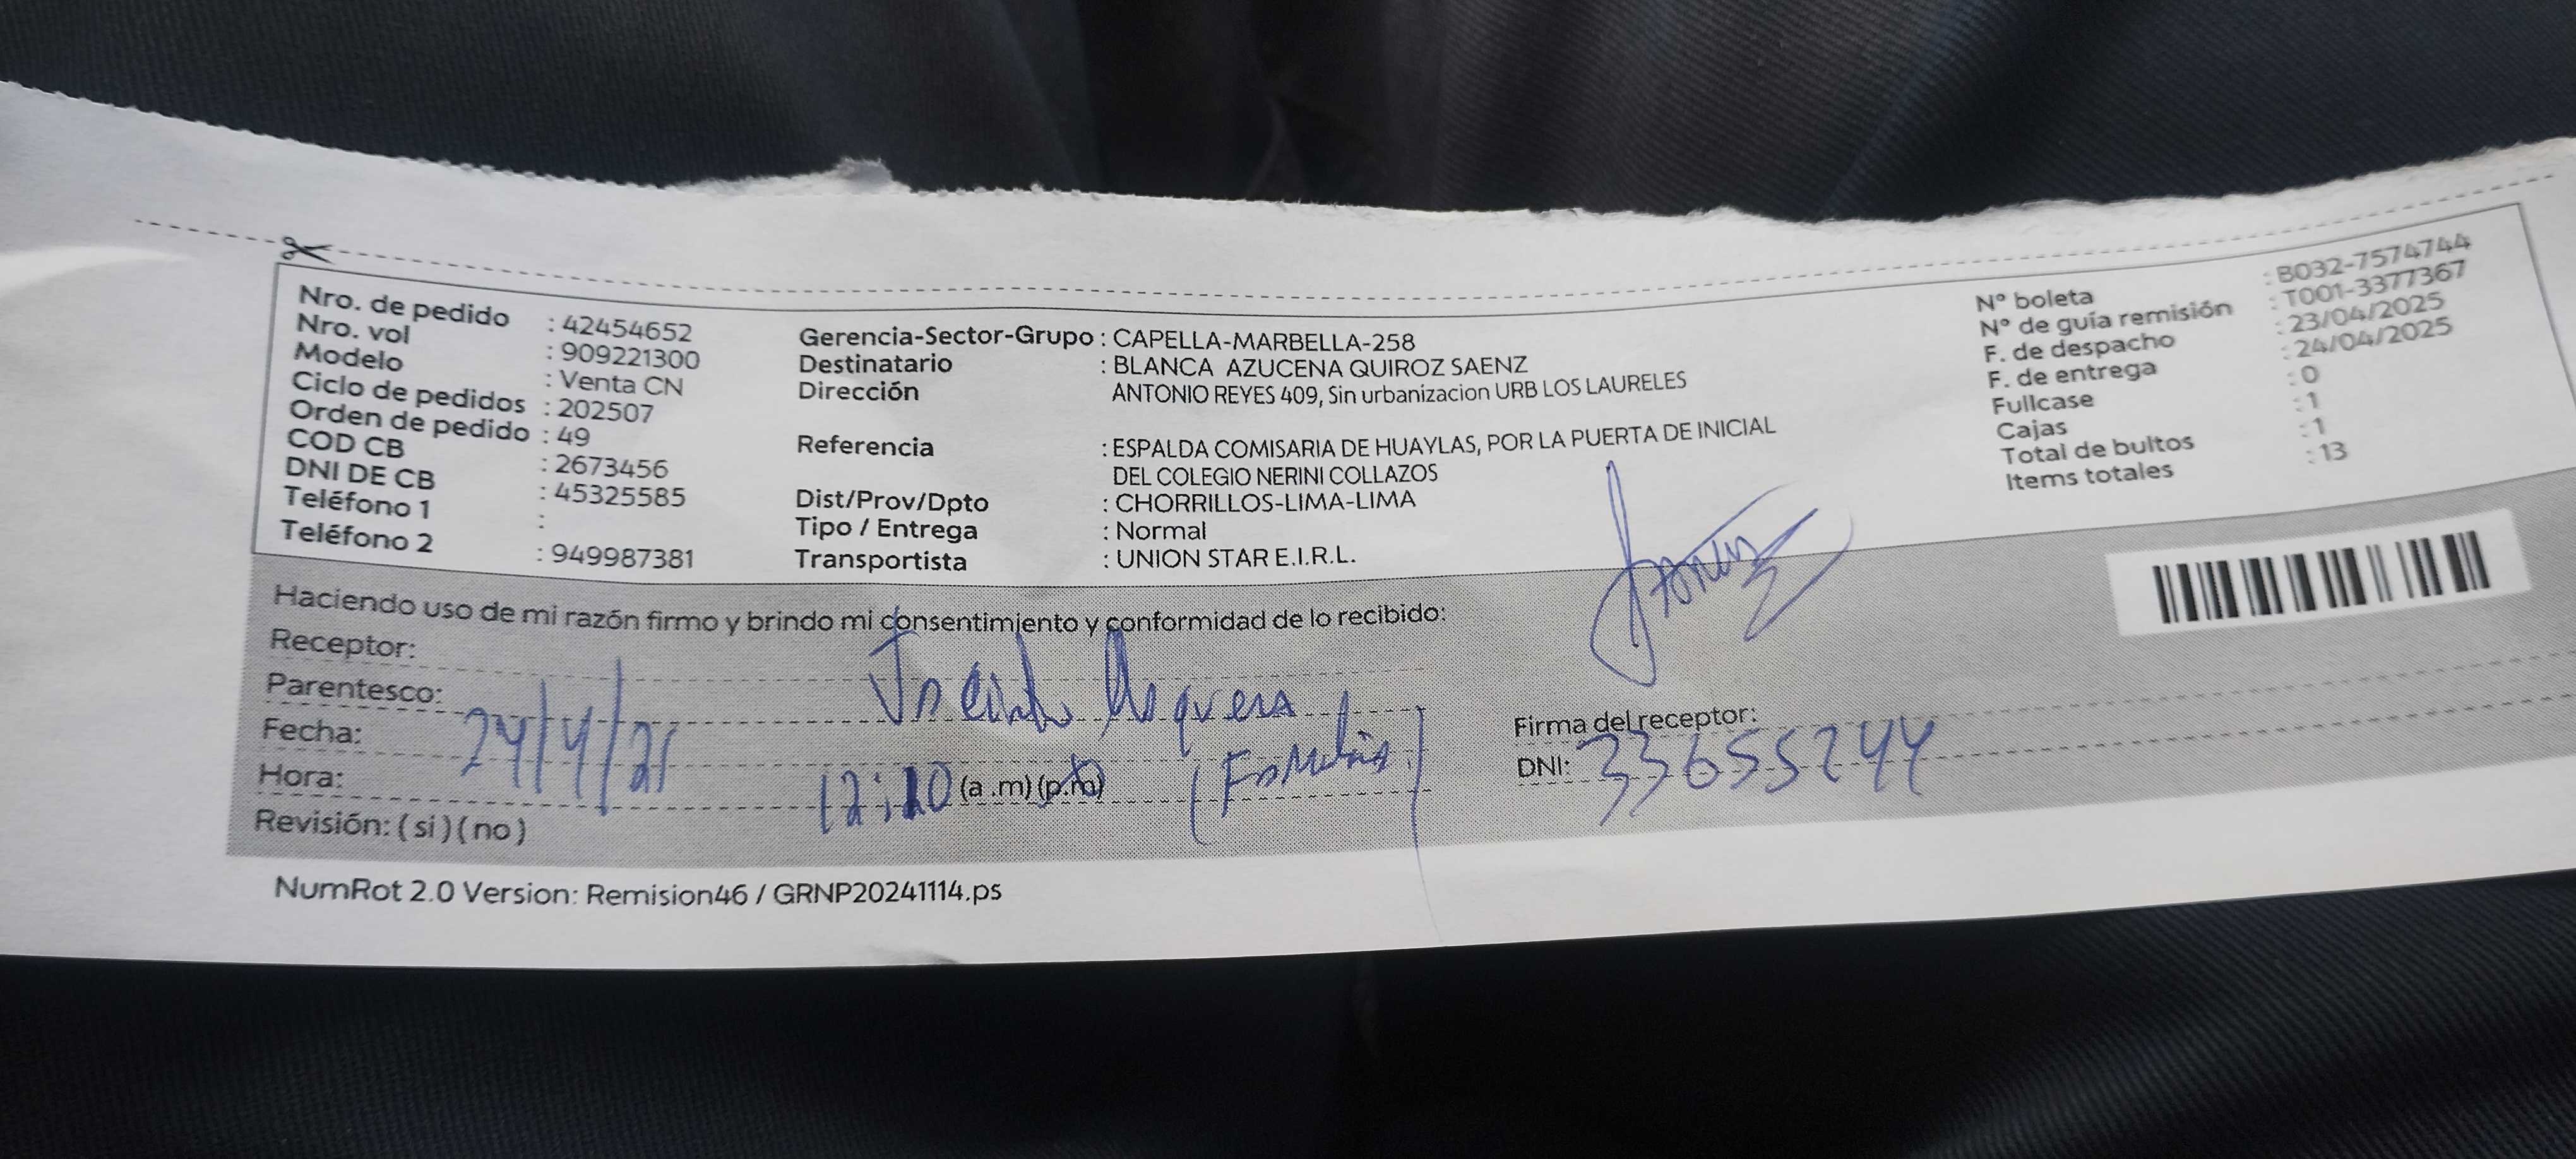 Nro. de pedido : 42454652
Nro. vol : 909221300
Modelo : Venta CN
Ciclo de pedidos : 202507
Orden de pedido : 49
COD CB : 2673456
DNI DE CB : 45325585
Teléfono 1 :
Teléfono 2 : 949987381
Gerencia-Sector-Grupo : CAPELLA-MARBELLA-258
Destinatario : BLANCA AZUCENA QUIROZ SAENZ
Dirección ANTONIO REYES 409, Sin urbanizacion URB LOS LAURELES
Referencia : ESPALDA COMISARIA DE HUAYLAS, POR LA PUERTA DE INICIAL
DEL COLEGIO NERINI COLLAZOS
Dist/Prov/Dpto : CHORRILLOS-LIMA-LIMA
Tipo / Entrega : Normal
Transportista : UNION STAR E.I.R.L.
N° boleta : B032-7574744
N° de guía remisión : T001-3377367
F. de despacho : 23/04/2025
F. de entrega : 24/04/2025
Fullcase : 0
Cajas : 1
Total de bultos : 1
Items totales : 13
Haciendo uso de mi razón firmo y brindo mi consentimiento y conformidad de lo recibido:
Receptor:
Parentesco:
Fecha: 24/4/25
Hora: 12:10 (a.m) (p.m)
(Familia)
Revisión: ( si ) ( no )
Firma del receptor:
DNI: 33655244
NumRot 2.0 Version: Remision46 / GRNP20241114.ps